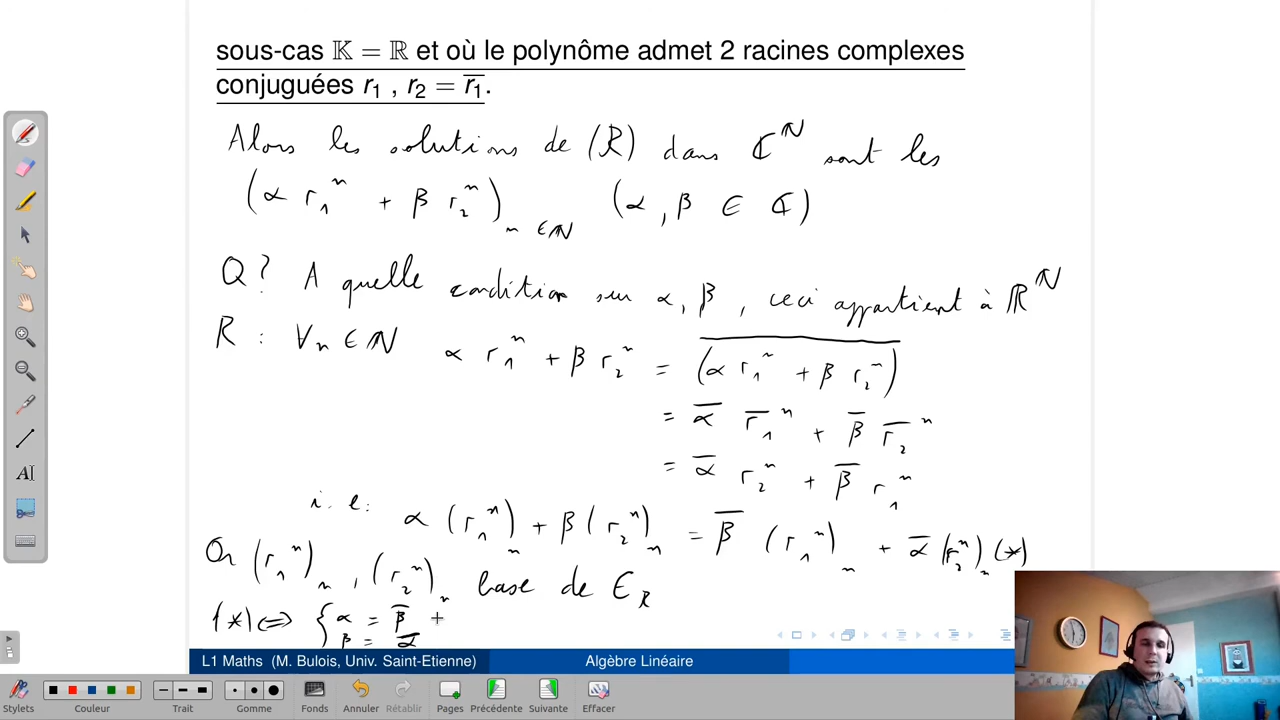 sous-cas 𝕂 = ℝ et où le polynôme admet 2 racines complexes
conjuguées r₁ , r₂ = r̅₁.
Alors les solutions de (R) dans ℂ^ℕ sont les
(α r₁ⁿ + β r₂ⁿ)_{n ∈ ℕ} (α, β ∈ ℂ)
Q? A quelle condition sur α, β, ceci appartient à ℝ^ℕ
R : ∀n ∈ ℕ α r₁ⁿ + β r₂ⁿ = \overline{(α r₁ⁿ + β r₂ⁿ)}
= α̅ r̅₁ⁿ + β̅ r̅₂ⁿ
= α̅ r₂ⁿ + β̅ r₁ⁿ
i.e. α (r₁ⁿ)ₙ + β (r₂ⁿ)ₙ = β̅ (r₁ⁿ)ₙ + α̅ (r₂ⁿ)ₙ (*)
Or (r₁ⁿ)ₙ , (r₂ⁿ)ₙ base de E_R
(*) ⇔ { α = β̅
β = α̅
L1 Maths (M. Bulois, Univ. Saint-Etienne) Algèbre Linéaire
Stylets Couleur Trait Gomme Fonds Annuler Rétablir Pages Précédente Suivante Effacer